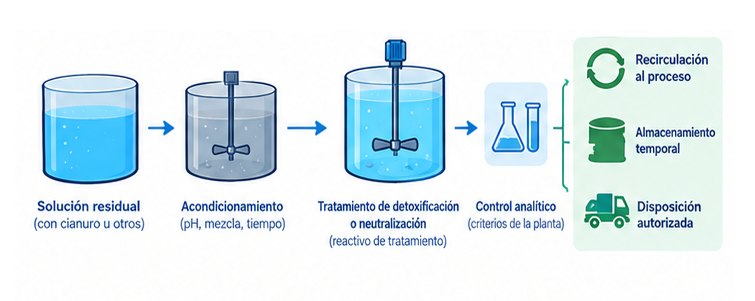 Solución residual
(con cianuro u otros)
Acondicionamiento
(pH, mezcla, tiempo)
Tratamiento de detoxificación
o neutralización
(reactivo de tratamiento)
Control analítico
(criterios de la planta)
Recirculación
al proceso
Almacenamiento
temporal
Disposición
autorizada